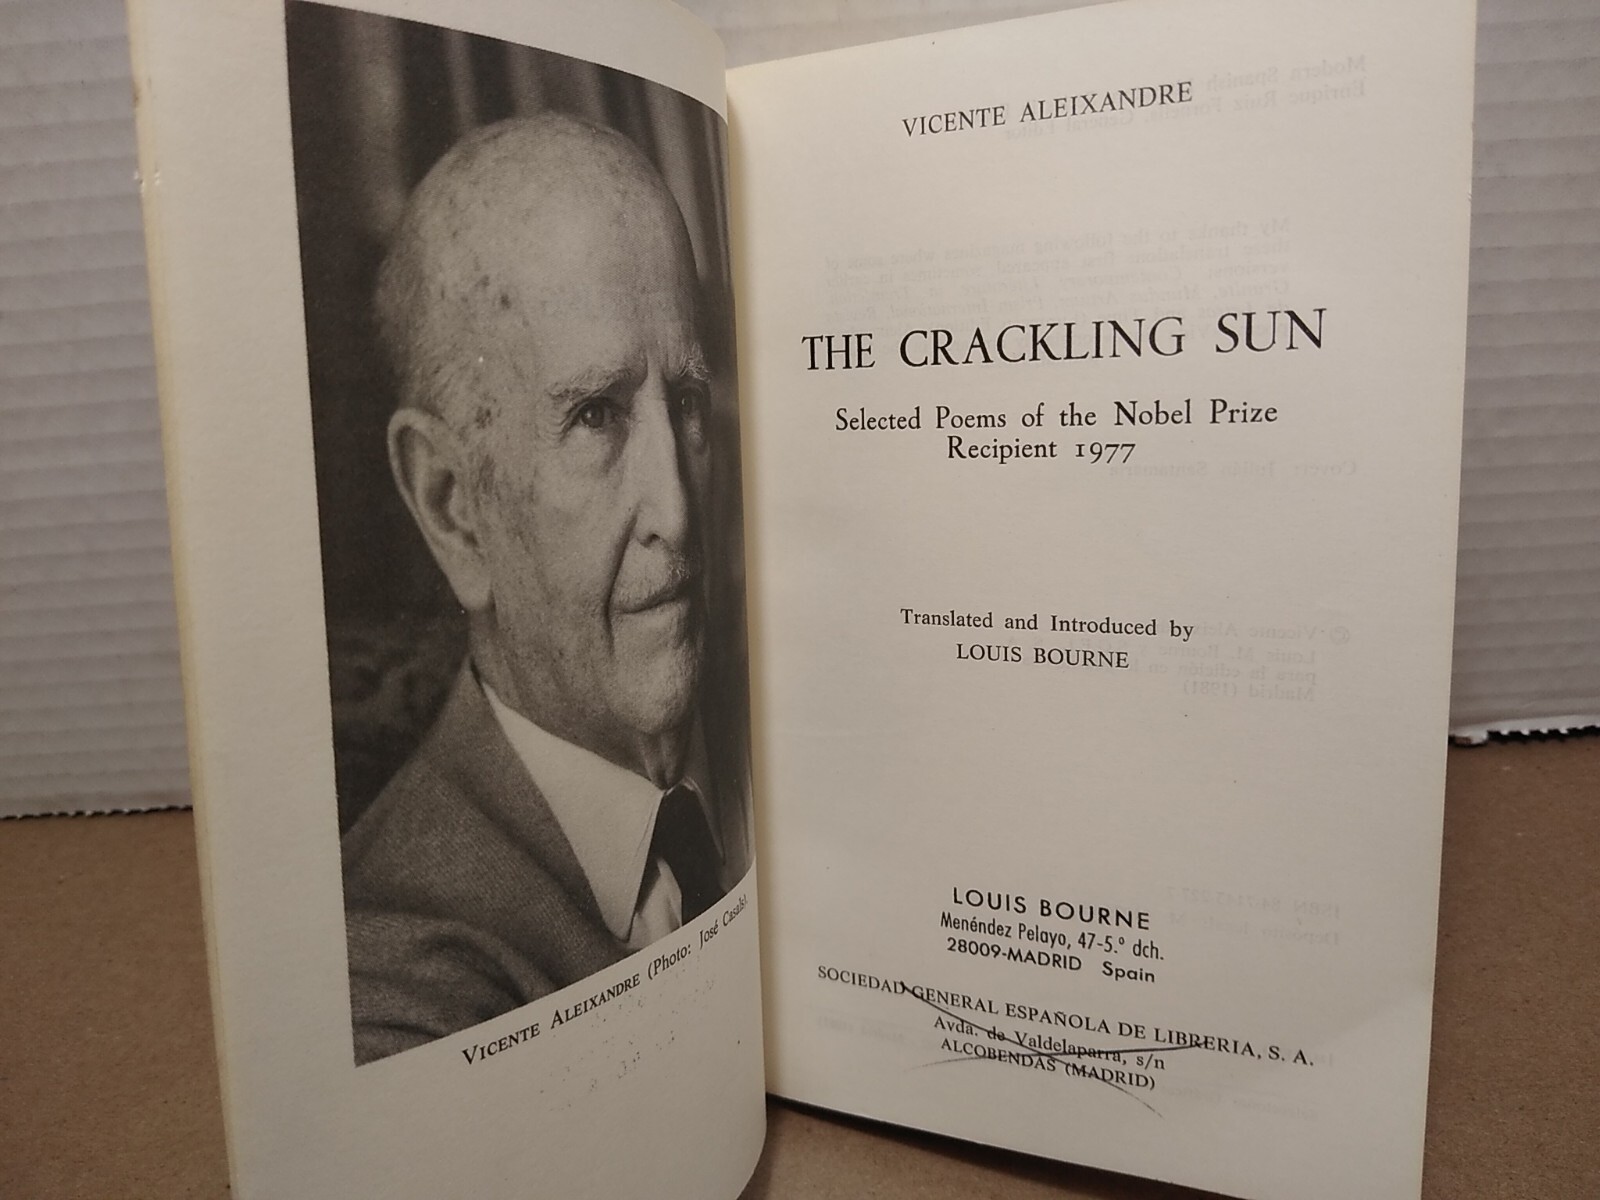 VICENTE ALEIXANDRE (Photo: José Casals).
VICENTE ALEIXANDRE
THE CRACKLING SUN
Selected Poems of the Nobel Prize
Recipient 1977
Translated and Introduced by
LOUIS BOURNE
LOUIS BOURNE
Menéndez Pelayo, 47-5.º dch.
28009-MADRID Spain
SOCIEDAD GENERAL ESPAÑOLA DE LIBRERIA, S. A.
Avda. de Valdelaparra, s/n
ALCOBENDAS (MADRID)